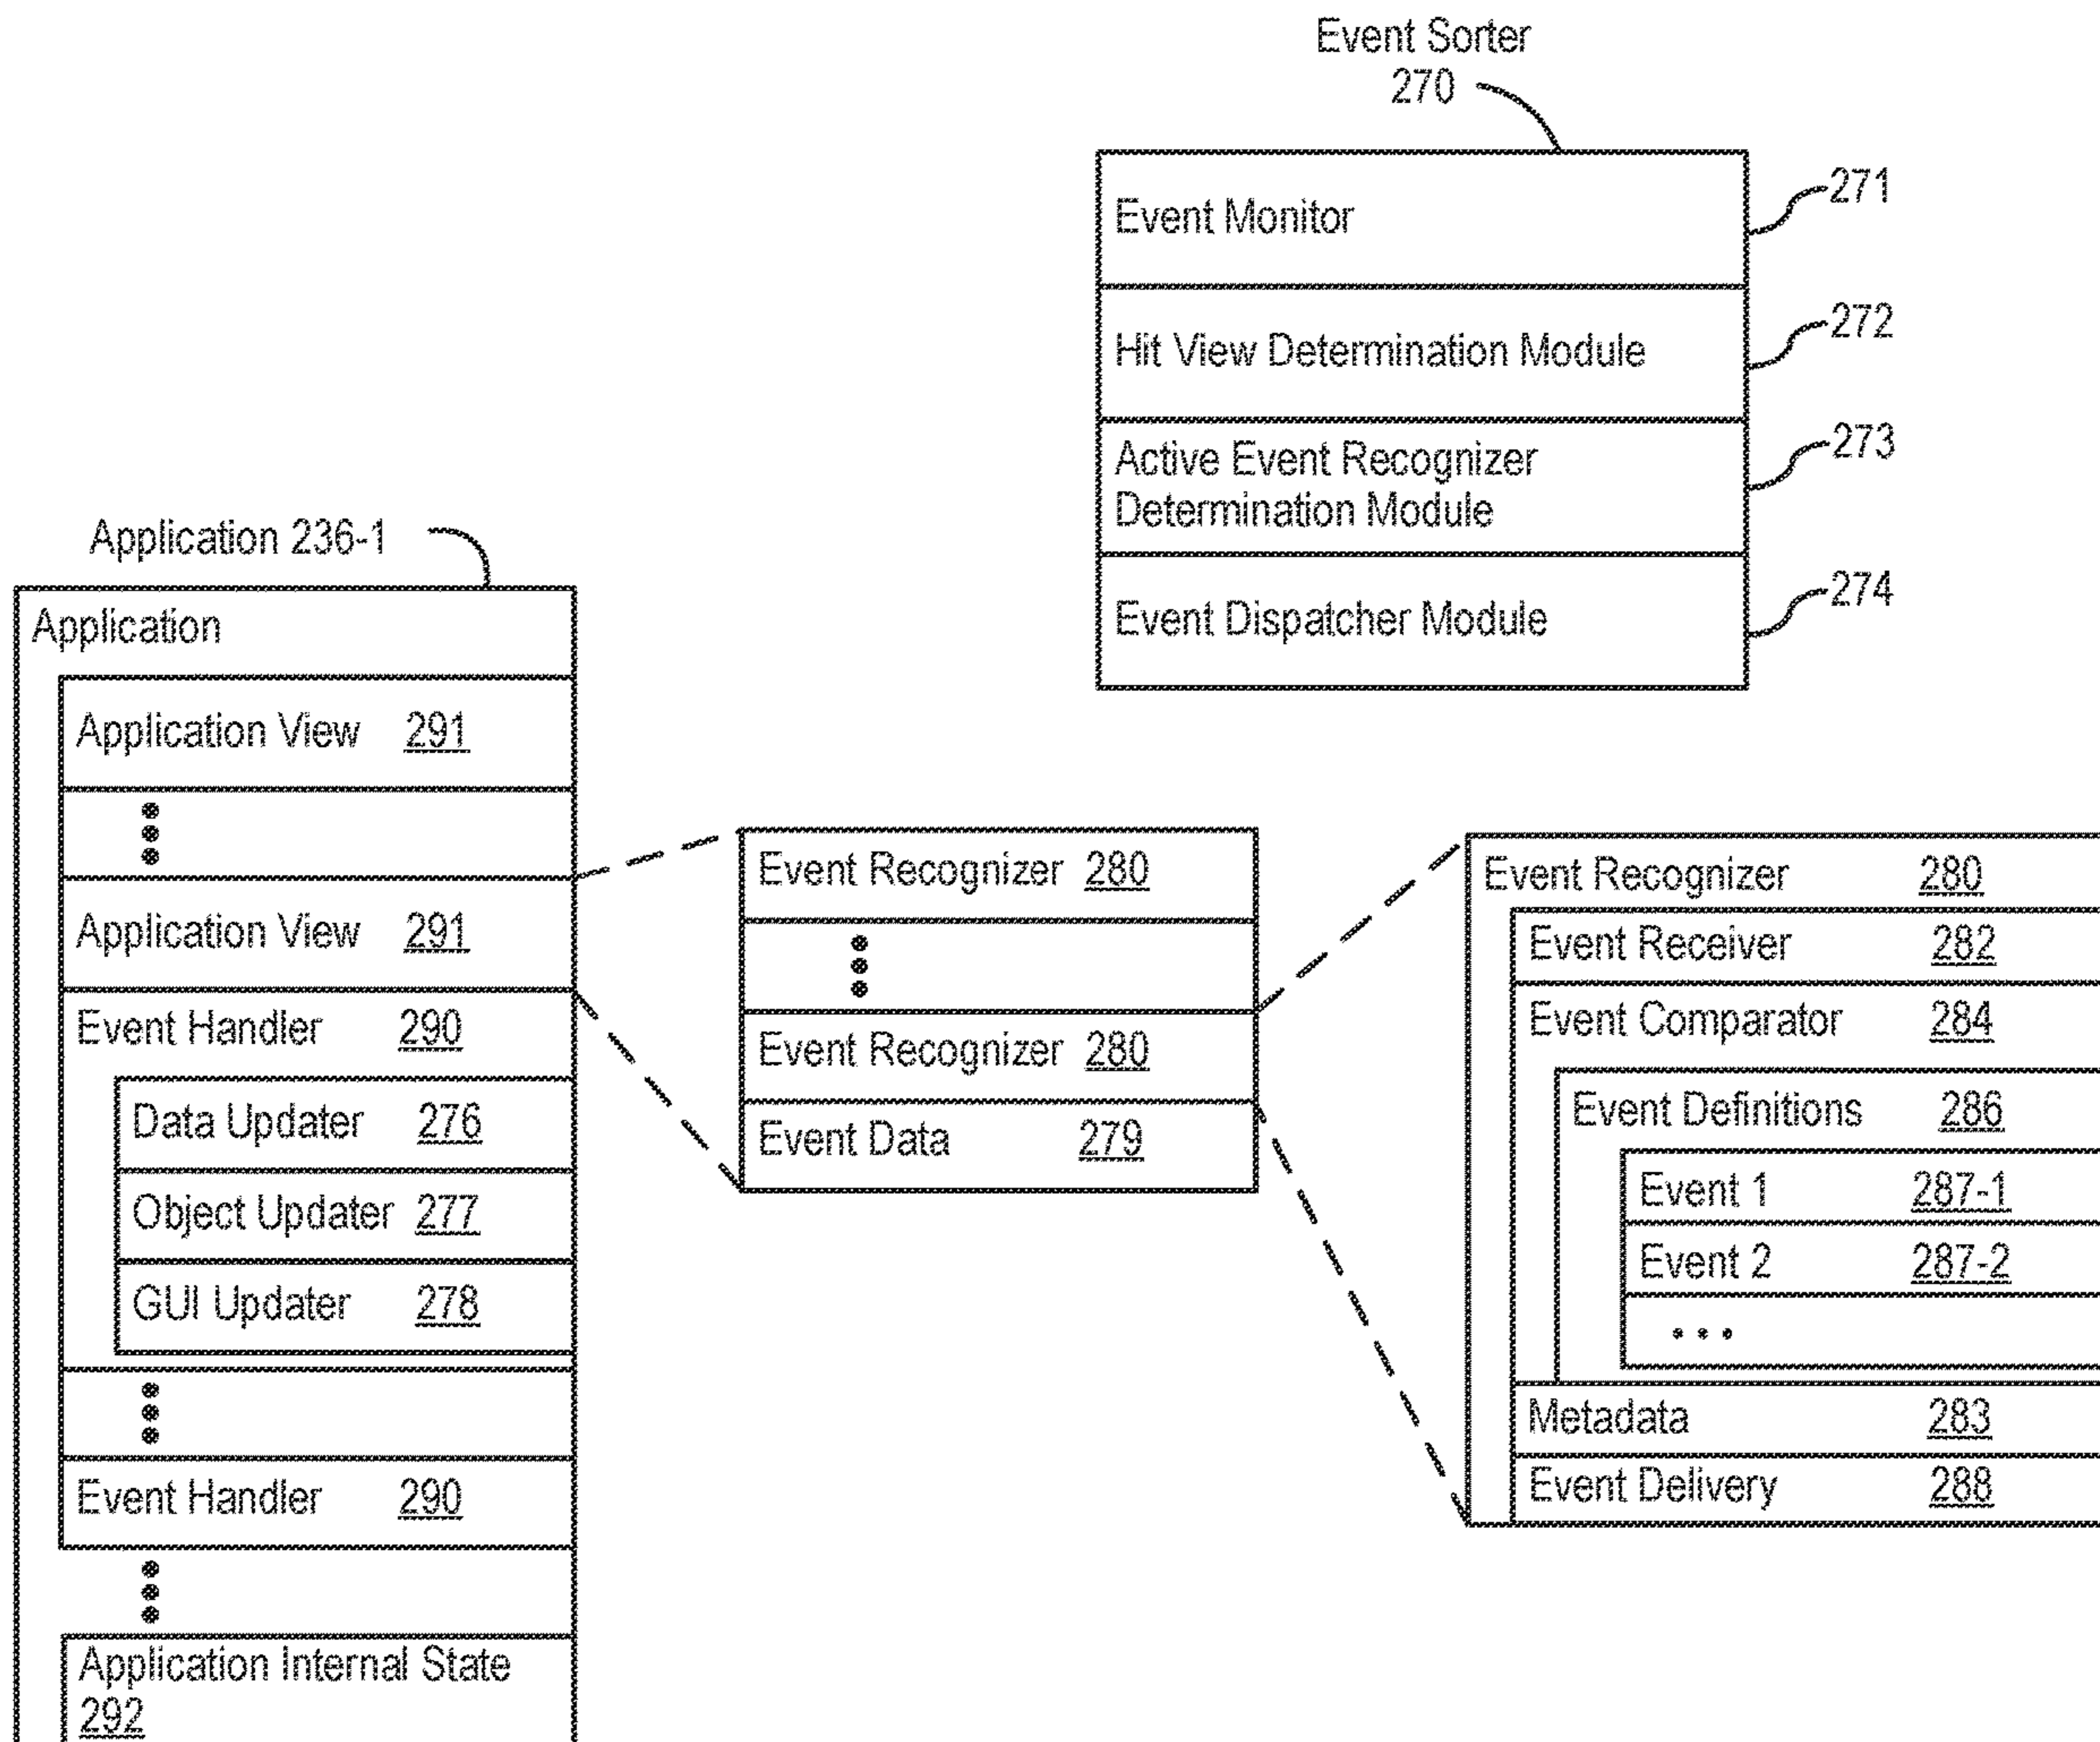 Event Sorter
270
Event Monitor
271
Hit View Determination Module
272
Active Event Recognizer
Determination Module
273
Event Dispatcher Module
274
Application 236-1
Application
Application View 291
Application View 291
Event Handler 290
Data Updater 276
Object Updater 277
GUI Updater 278
Event Handler 290
Application Internal State
292
Event Recognizer 280
Event Recognizer 280
Event Data 279
Event Recognizer 280
Event Receiver 282
Event Comparator 284
Event Definitions 286
Event 1 287-1
Event 2 287-2
...
Metadata 283
Event Delivery 288